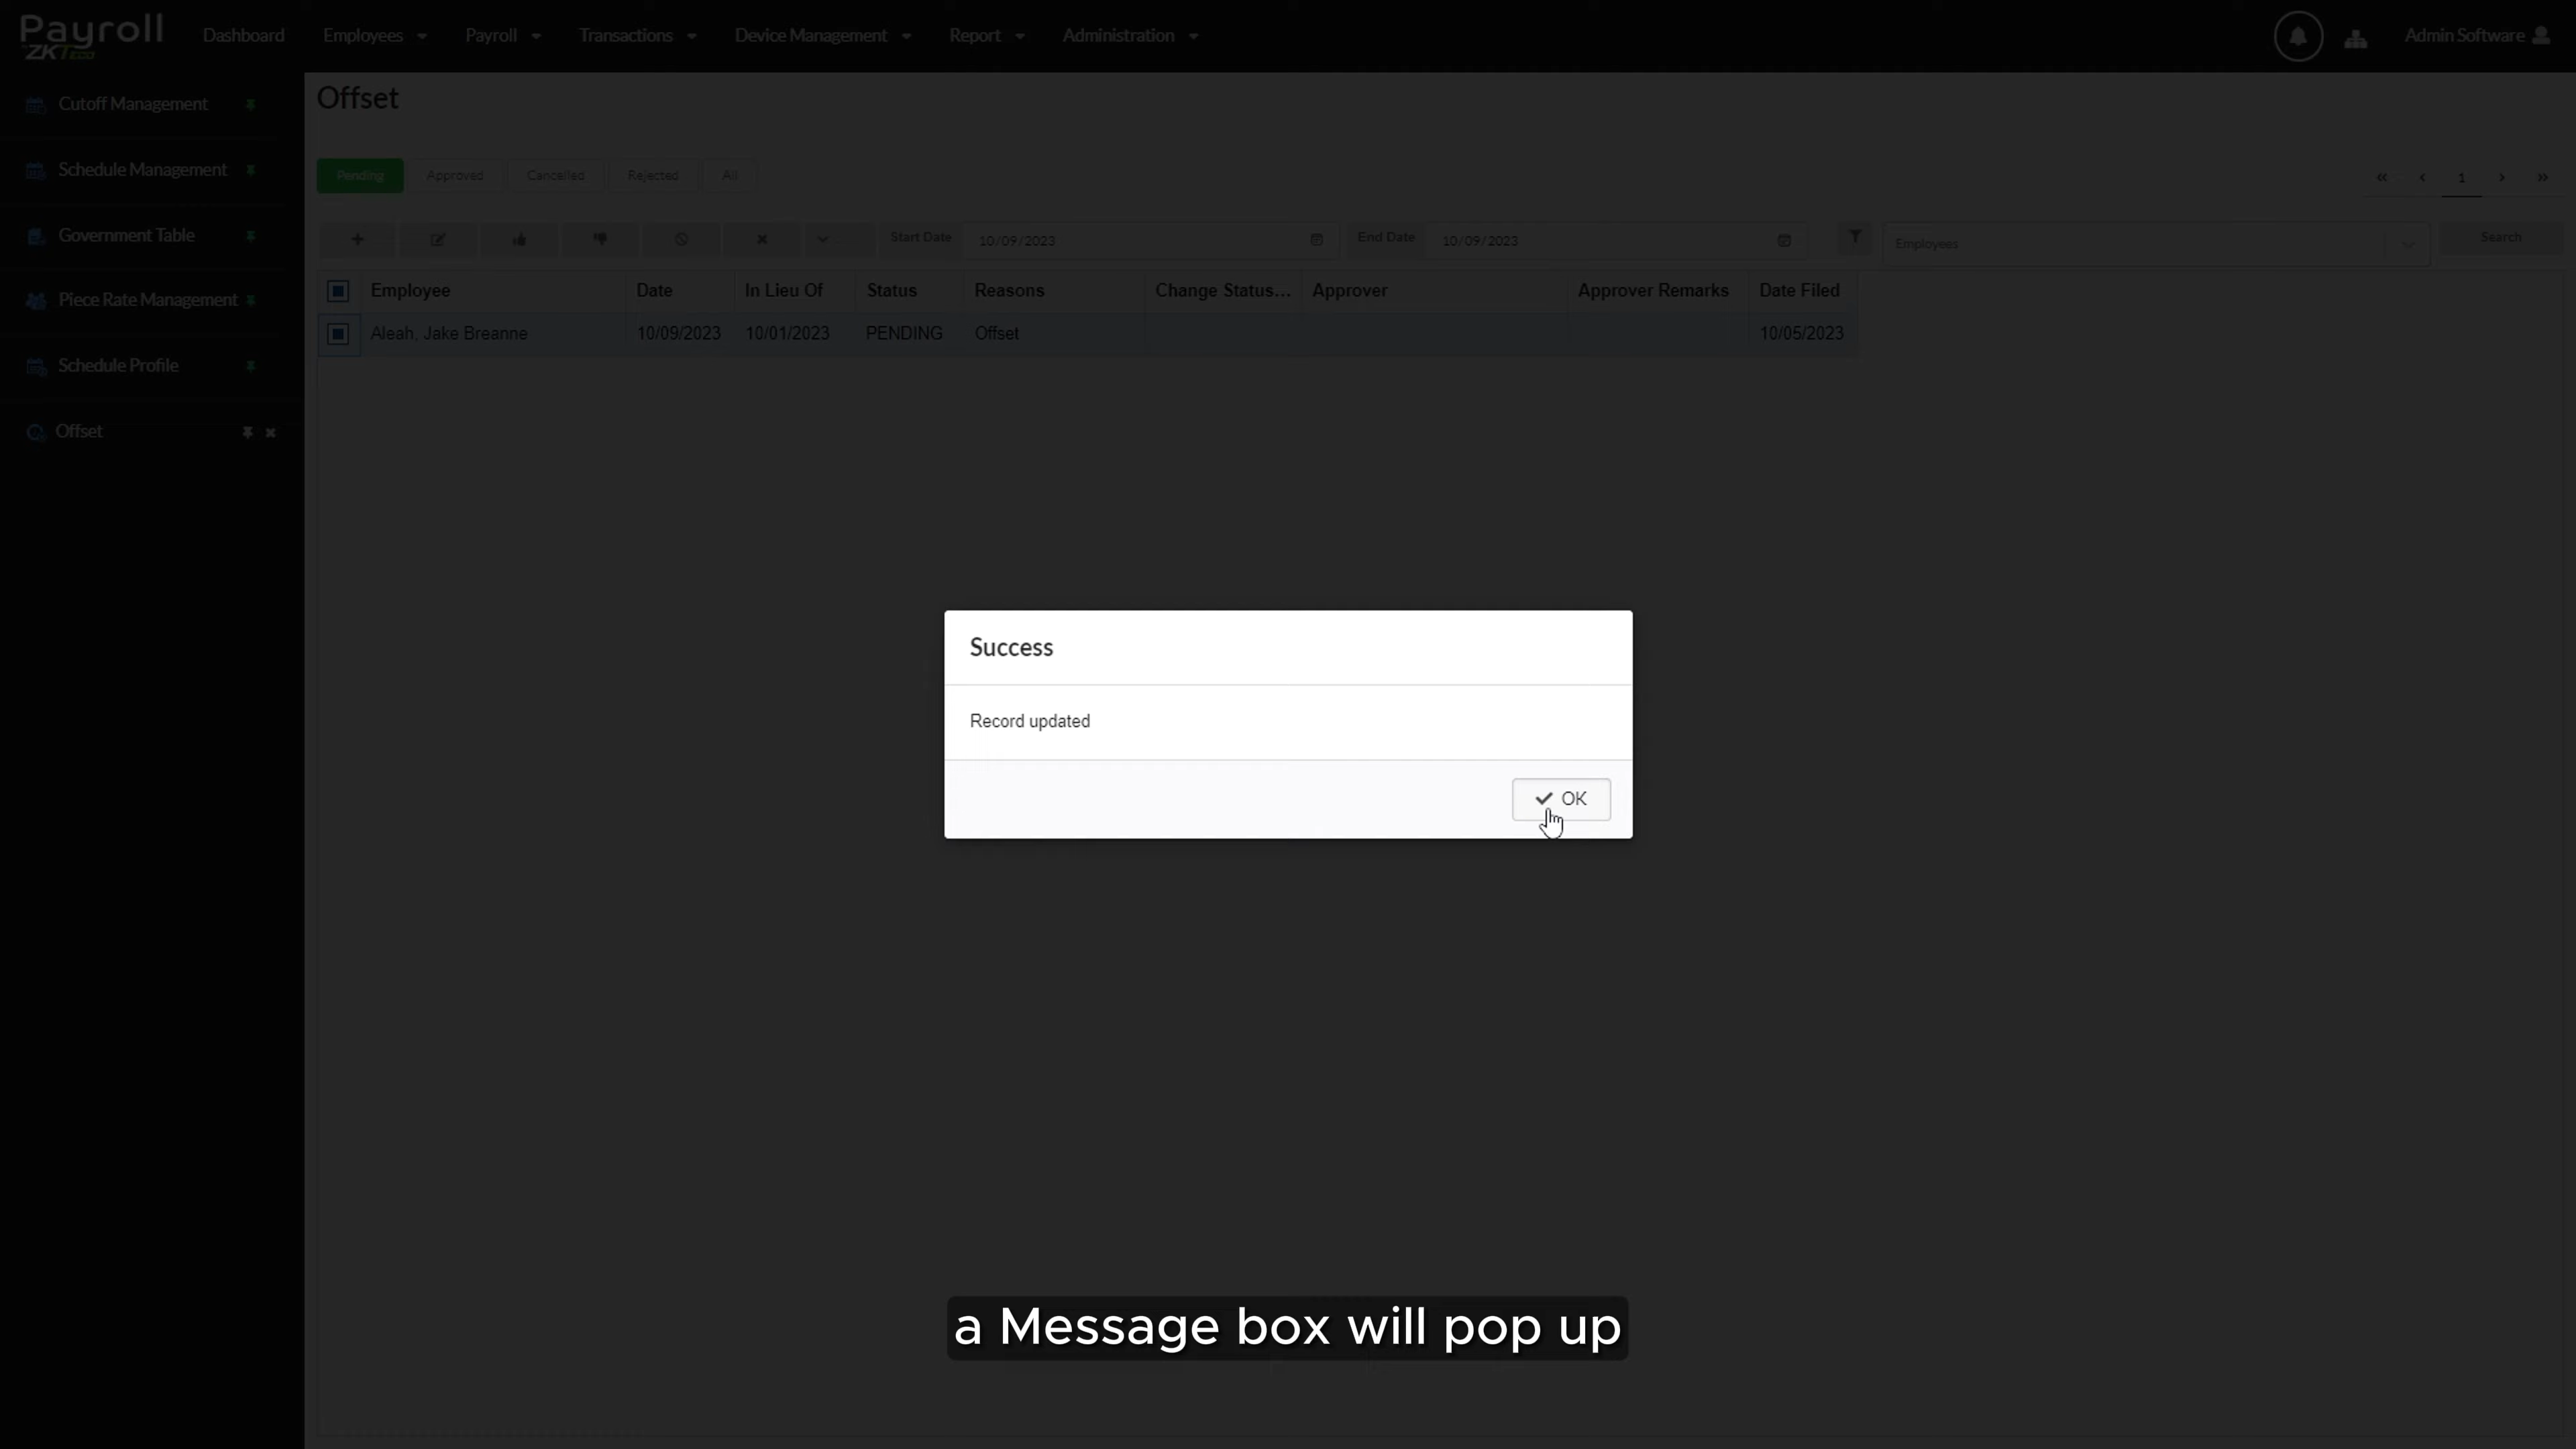 Payroll
ZKTeco
Dashboard Employees Payroll Transactions Device Management Report Administration Admin Software
Cutoff Management
Schedule Management
Government Table
Piece Rate Management
Schedule Profile
Offset
Offset
Pending Approved Cancelled Rejected All
1
Start Date 10/09/2023 End Date 10/09/2023 Employees Search
Employee Date In Lieu Of Status Reasons Change Status... Approver Approver Remarks Date Filed
Aleah, Jake Breanne 10/09/2023 10/01/2023 PENDING Offset 10/05/2023
Success
Record updated
OK
a Message box will pop up